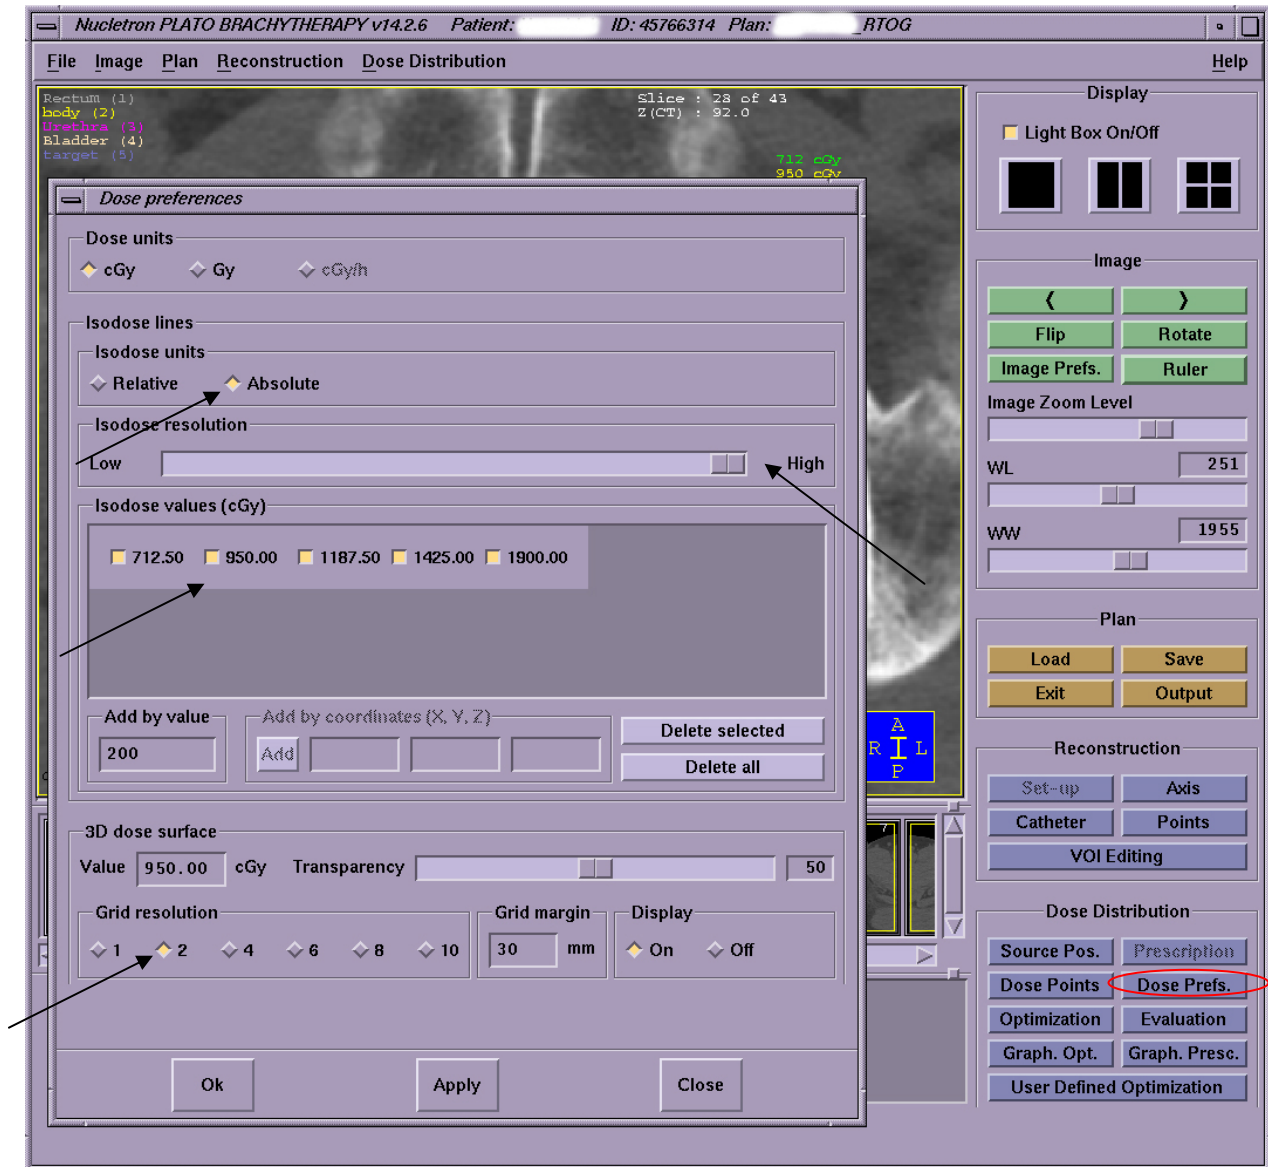 Nucletron PLATO BRACHYTHERAPY v14.2.6 Patient: ID: 45766314 Plan: _RTOG
File Image Plan Reconstruction Dose Distribution Help
Rectum (1)
body (2)
Urethra (3)
Bladder (4)
target (5)
Slice : 28 of 43
Z(CT) : 92.0
712 cGy
950 cGy
Dose preferences
Dose units
cGy Gy cGy/h
Isodose lines
Isodose units
Relative Absolute
Isodose resolution
Low High
Isodose values (cGy)
712.50 950.00 1187.50 1425.00 1900.00
Add by value
200
Add by coordinates (X, Y, Z)
Add
Delete selected
Delete all
3D dose surface
Value 950.00 cGy Transparency 50
Grid resolution
1 2 4 6 8 10
Grid margin
30 mm
Display
On Off
Ok Apply Close
A
R L
P
7
Display
Light Box On/Off
Image
< >
Flip Rotate
Image Prefs. Ruler
Image Zoom Level
WL 251
WW 1955
Plan
Load Save
Exit Output
Reconstruction
Set-up Axis
Catheter Points
VOI Editing
Dose Distribution
Source Pos. Prescription
Dose Points Dose Prefs.
Optimization Evaluation
Graph. Opt. Graph. Presc.
User Defined Optimization